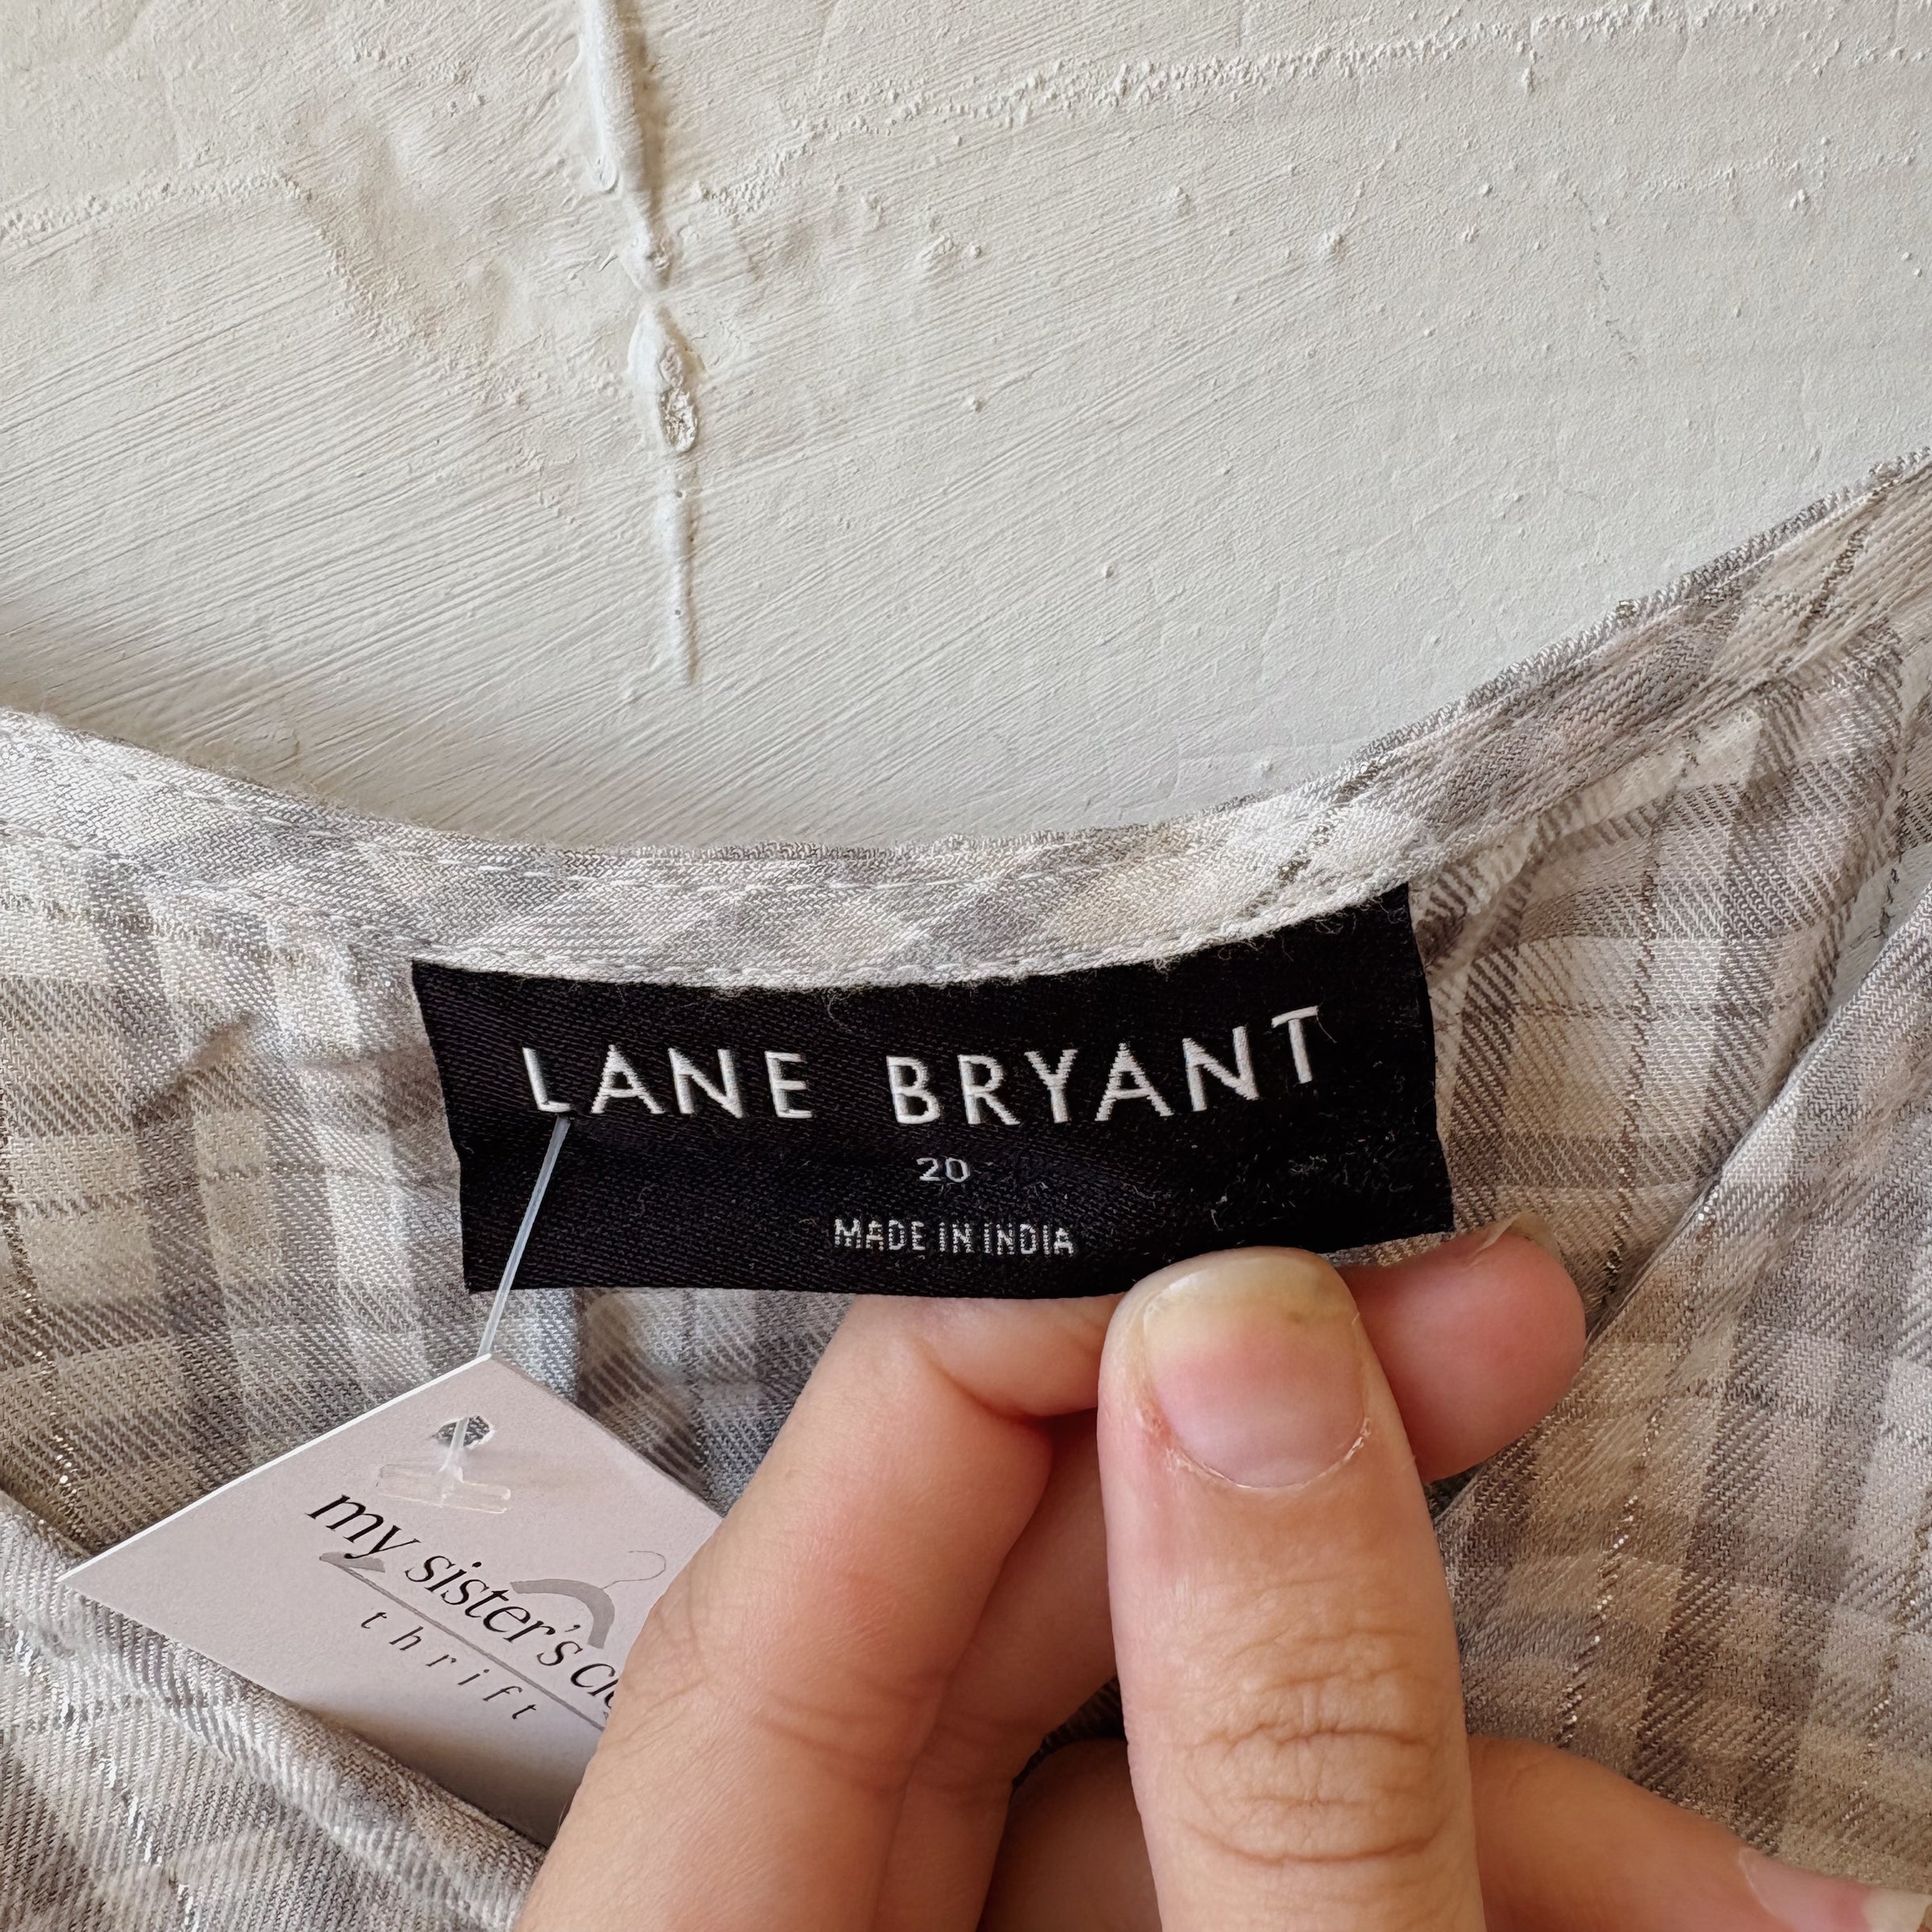 LANE BRYANT
20
MADE IN INDIA
my sister's
thrift